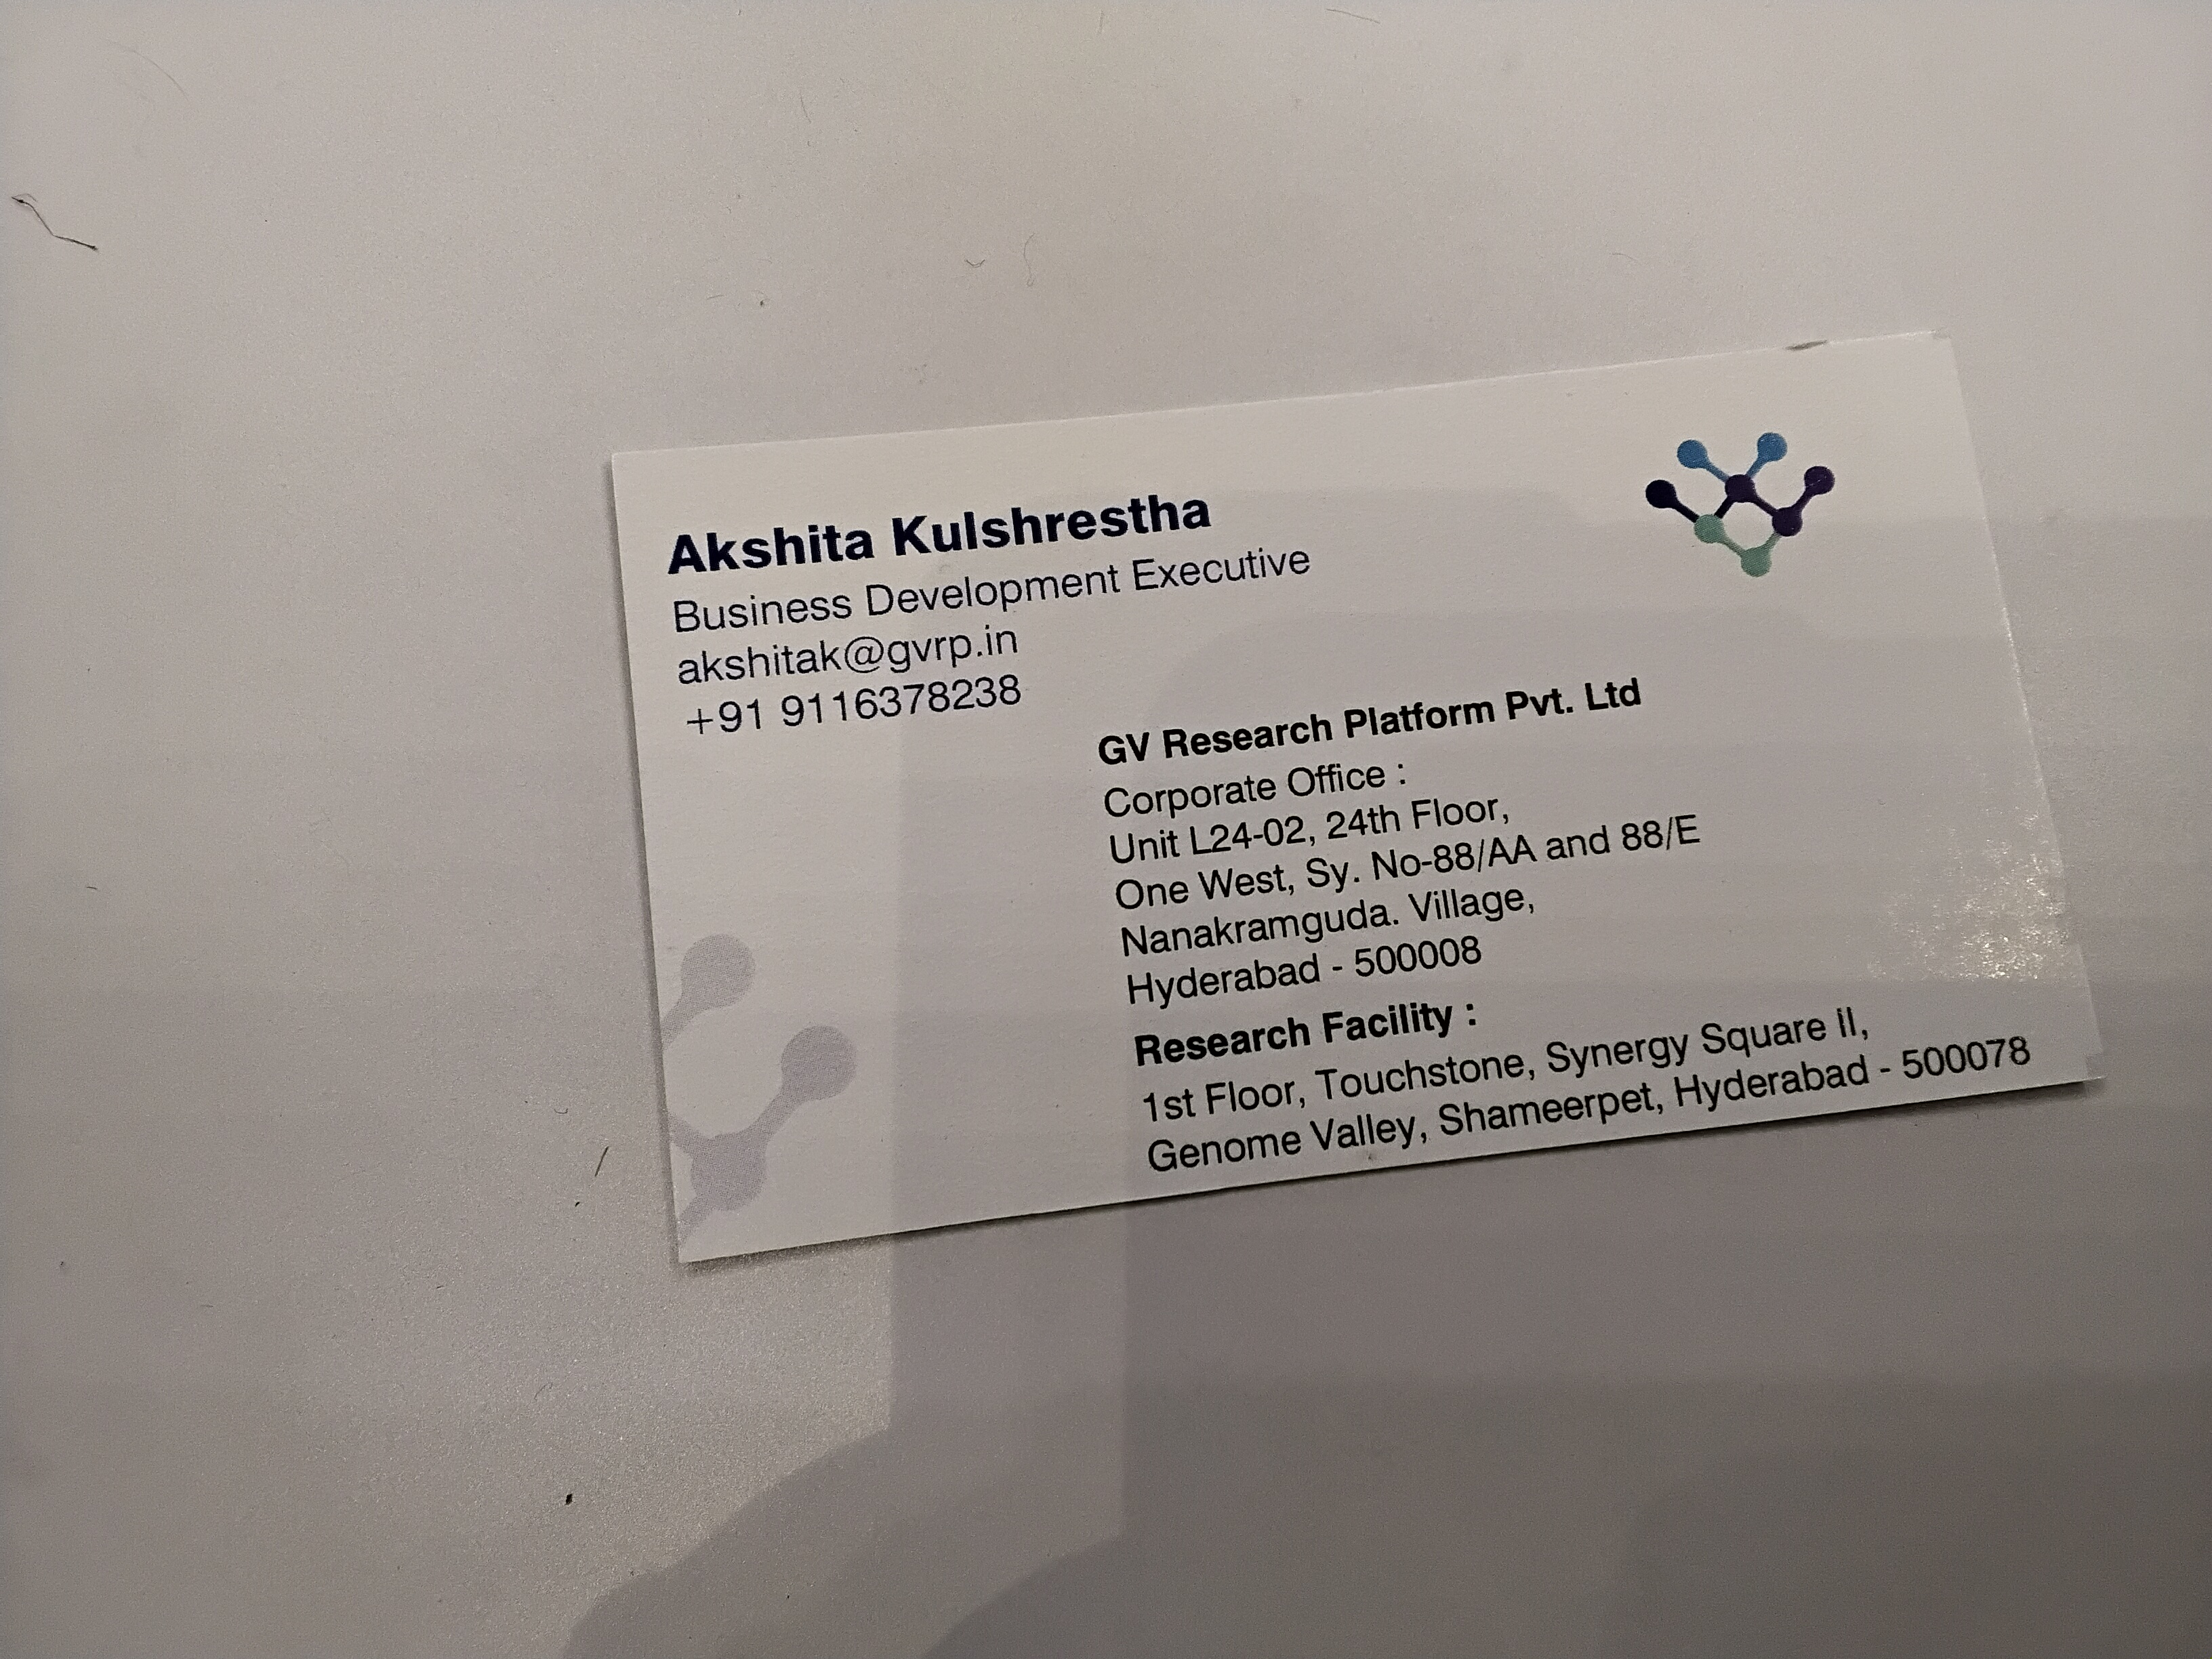 Akshita Kulshrestha
Business Development Executive
akshitak@gvrp.in
+91 9116378238
GV Research Platform Pvt. Ltd
Corporate Office :
Unit L24-02, 24th Floor,
One West, Sy. No-88/AA and 88/E
Nanakramguda. Village,
Hyderabad - 500008
Research Facility :
1st Floor, Touchstone, Synergy Square II,
Genome Valley, Shameerpet, Hyderabad - 500078